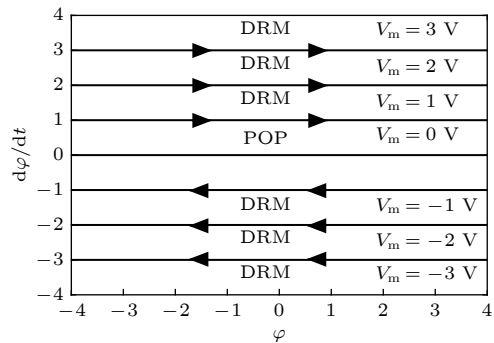 4
DRM
Vm = 3 V
3
DRM
Vm = 2 V
2
DRM
Vm = 1 V
1
POP
Vm = 0 V
0
−1
DRM
Vm = −1 V
−2
DRM
Vm = −2 V
−3
DRM
Vm = −3 V
−4
dφ/dt
−4 −3 −2 −1 0 1 2 3 4
φ